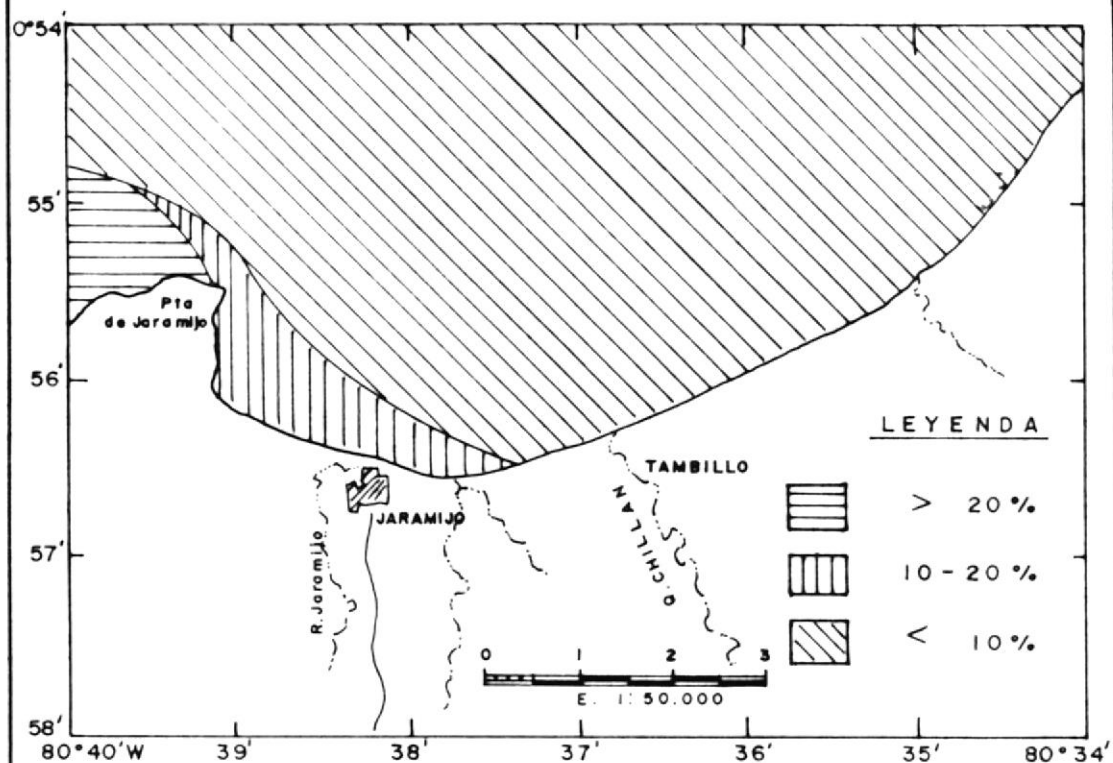 0°54'
55'
Pta
de Jaramijo
56'
LEYENDA
TAMBILLO
> 20%
JARAMIJO
Q. CHILLAN
R. Jaramijo
57'
10-20%
0 1 2 3
< 10%
E. 1:50.000
58'
80°40'W 39' 38' 37' 36' 35' 80°34'